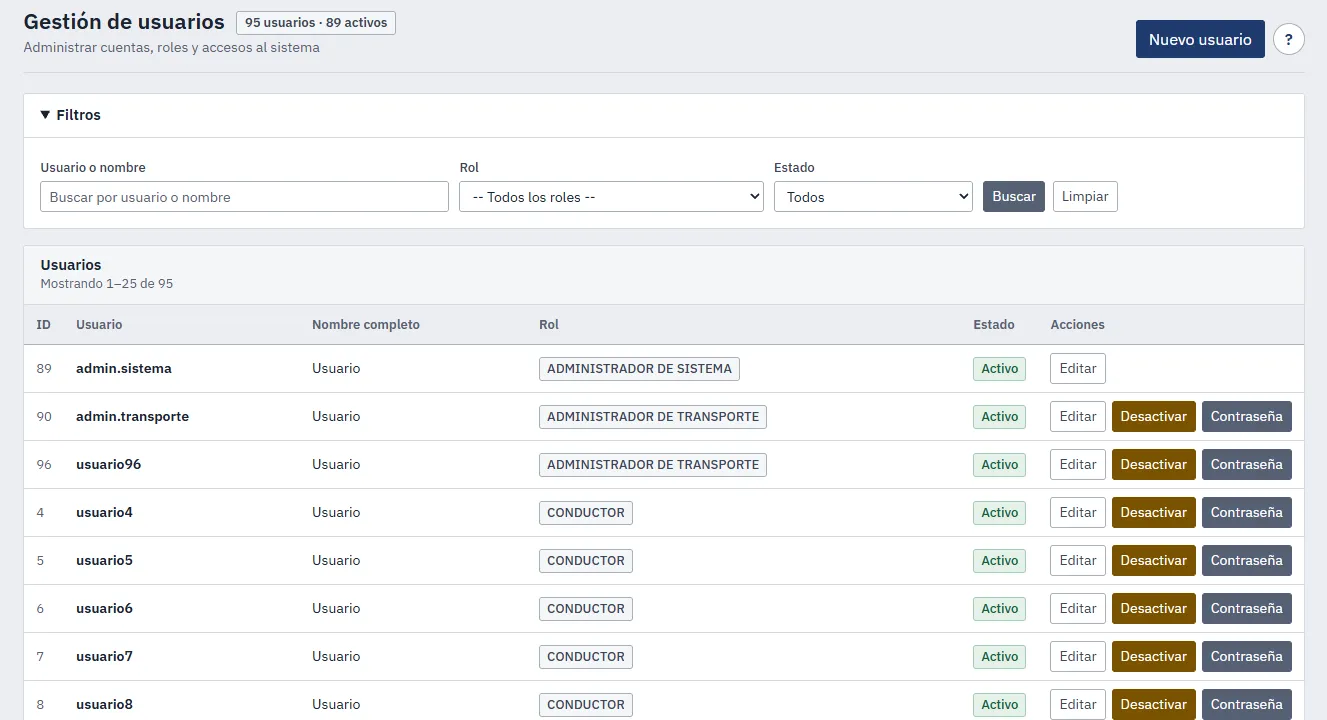 Gestión de usuarios 95 usuarios · 89 activos
Administrar cuentas, roles y accesos al sistema
Nuevo usuario ?
▼ Filtros
Usuario o nombre Rol Estado
Buscar por usuario o nombre -- Todos los roles -- Todos Buscar Limpiar
Usuarios
Mostrando 1–25 de 95
ID Usuario Nombre completo Rol Estado Acciones
89 admin.sistema Usuario ADMINISTRADOR DE SISTEMA Activo Editar
90 admin.transporte Usuario ADMINISTRADOR DE TRANSPORTE Activo Editar Desactivar Contraseña
96 usuario96 Usuario ADMINISTRADOR DE TRANSPORTE Activo Editar Desactivar Contraseña
4 usuario4 Usuario CONDUCTOR Activo Editar Desactivar Contraseña
5 usuario5 Usuario CONDUCTOR Activo Editar Desactivar Contraseña
6 usuario6 Usuario CONDUCTOR Activo Editar Desactivar Contraseña
7 usuario7 Usuario CONDUCTOR Activo Editar Desactivar Contraseña
8 usuario8 Usuario CONDUCTOR Activo Editar Desactivar Contraseña